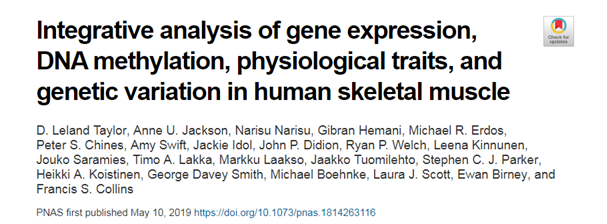 Integrative analysis of gene expression,
DNA methylation, physiological traits, and
genetic variation in human skeletal muscle
Check for
updates
D. Leland Taylor, Anne U. Jackson, Narisu Narisu, Gibran Hemani, Michael R. Erdos,
Peter S. Chines, Amy Swift, Jackie Idol, John P. Didion, Ryan P. Welch, Leena Kinnunen,
Jouko Saramies, Timo A. Lakka, Markku Laakso, Jaakko Tuomilehto, Stephen C. J. Parker,
Heikki A. Koistinen, George Davey Smith, Michael Boehnke, Laura J. Scott, Ewan Birney, and
Francis S. Collins
PNAS first published May 10, 2019 https://doi.org/10.1073/pnas.1814263116